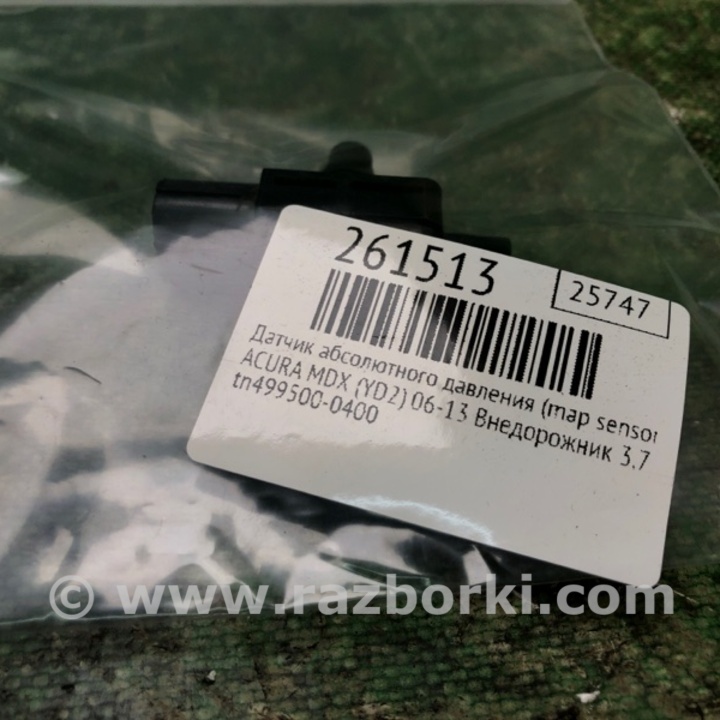 261513
25747
Датчик абсолютного давления (map sensor
ACURA MDX (YD2) 06-13 Внедорожник 3.7
tn499500-0400
© www.razborki.com